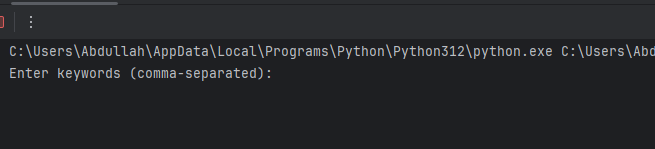 C:\Users\Abdullah\AppData\Local\Programs\Python\Python312\python.exe C:\Users\Abd
Enter keywords (comma-separated):